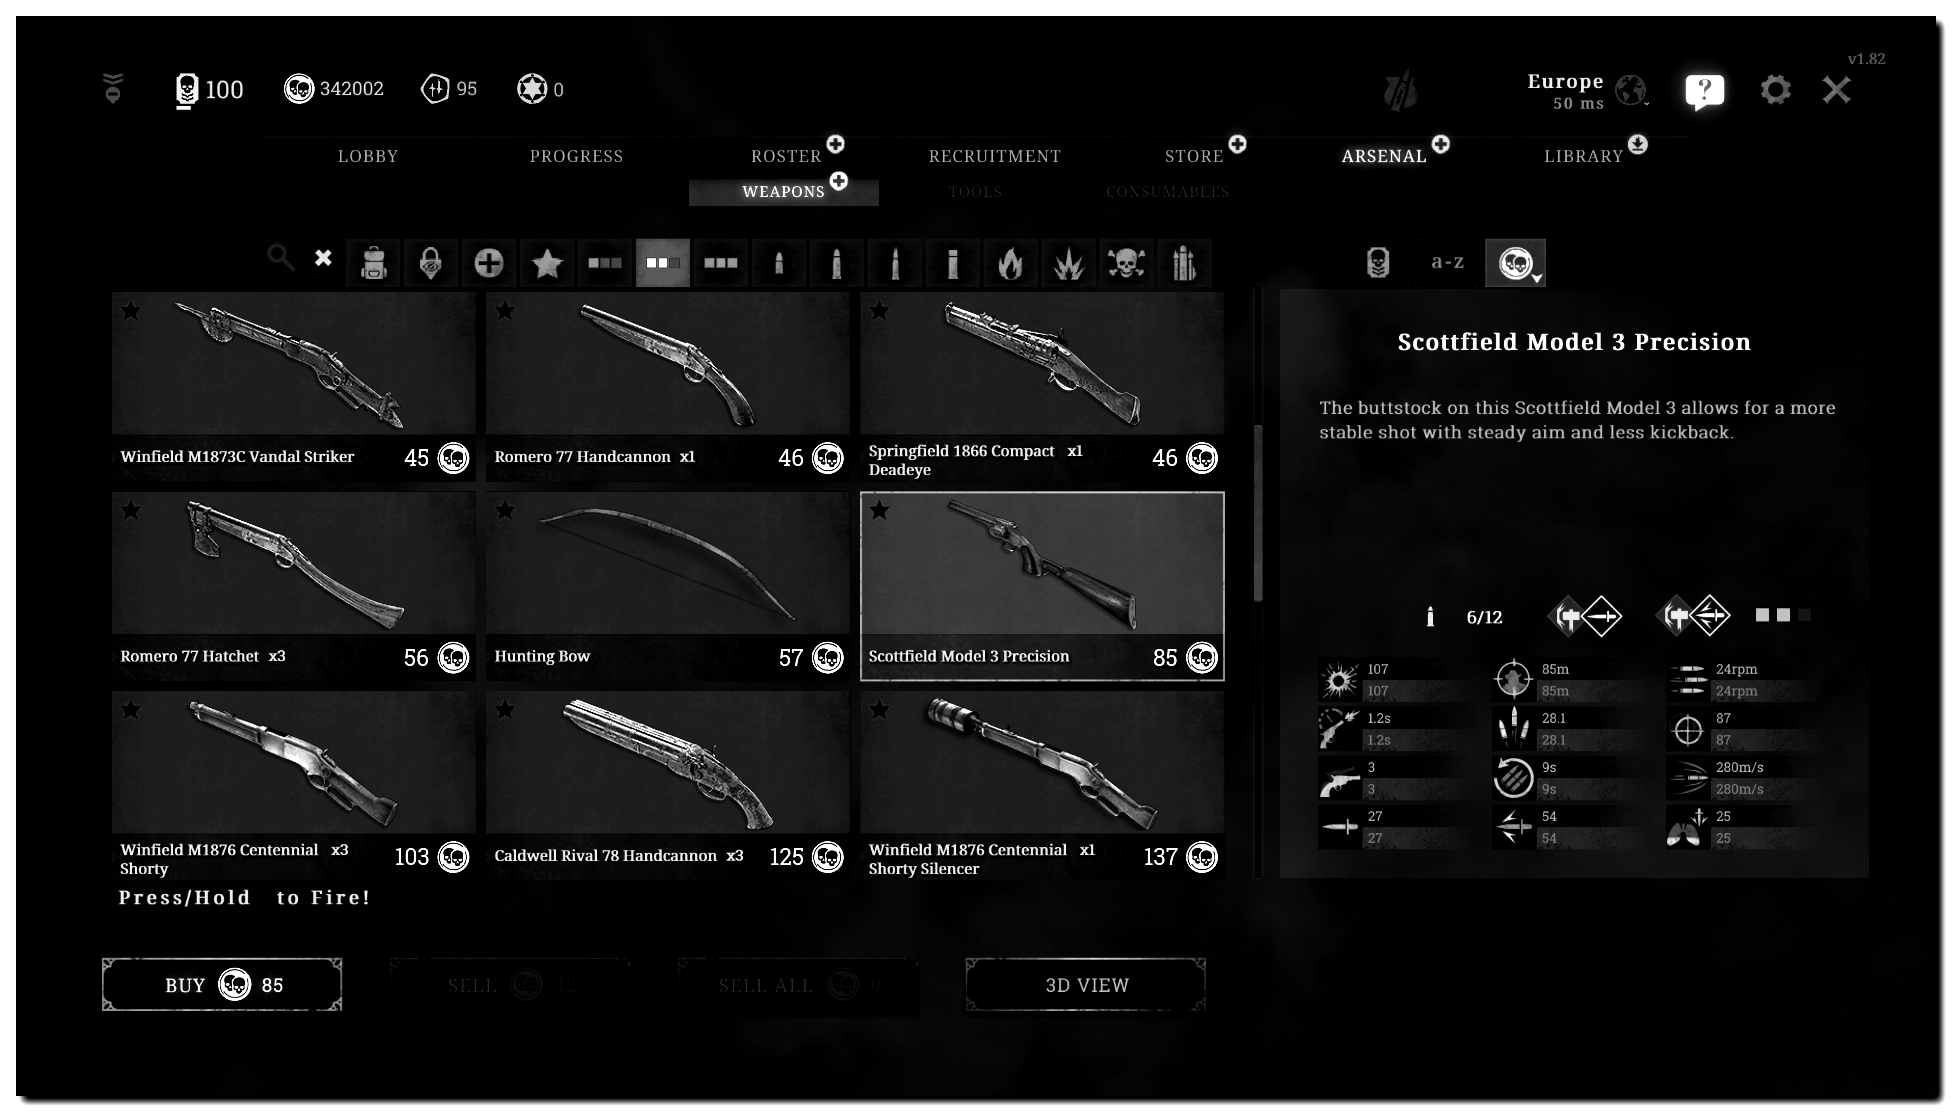 v1.82
100
342002
95
0
Europe
50 ms
?
LOBBY
PROGRESS
ROSTER
RECRUITMENT
STORE
ARSENAL
LIBRARY
WEAPONS
TOOLS
CONSUMABLES
a-z
Winfield M1873C Vandal Striker
45
Romero 77 Handcannon x1
46
Springfield 1866 Compact x1
Deadeye
46
Romero 77 Hatchet x3
56
Hunting Bow
57
Scottfield Model 3 Precision
85
Winfield M1876 Centennial x3
Shorty
103
Caldwell Rival 78 Handcannon x3
125
Winfield M1876 Centennial x1
Shorty Silencer
137
Press/Hold to Fire!
BUY 85
SELL 42
SELL ALL 0
3D VIEW
Scottfield Model 3 Precision
The buttstock on this Scottfield Model 3 allows for a more
stable shot with steady aim and less kickback.
6/12
107
107
85m
85m
24rpm
24rpm
1.2s
1.2s
28.1
28.1
87
87
3
3
9s
9s
280m/s
280m/s
27
27
54
54
25
25